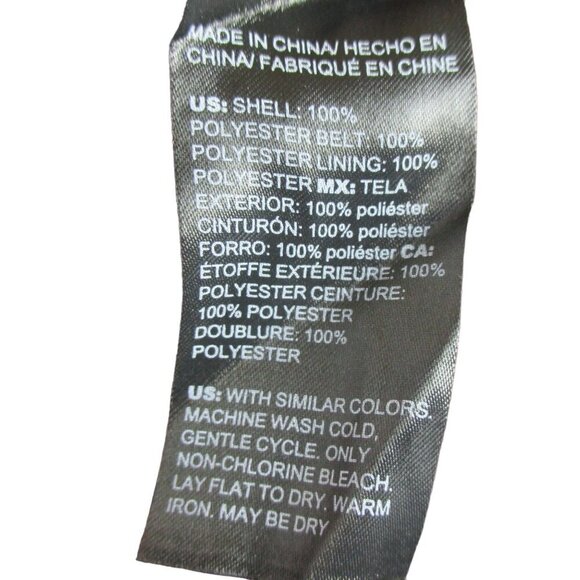 MADE IN CHINA/ HECHO EN
CHINA/ FABRIQUÉ EN CHINE
US: SHELL: 100%
POLYESTER BELT: 100%
POLYESTER LINING: 100%
POLYESTER MX: TELA
EXTERIOR: 100% poliéster
CINTURÓN: 100% poliéster
FORRO: 100% poliéster CA:
ÉTOFFE EXTÉRIEURE: 100%
POLYESTER CEINTURE:
100% POLYESTER
DOUBLURE: 100%
POLYESTER
US: WITH SIMILAR COLORS.
MACHINE WASH COLD,
GENTLE CYCLE. ONLY
NON-CHLORINE BLEACH.
LAY FLAT TO DRY. WARM
IRON. MAY BE DRY